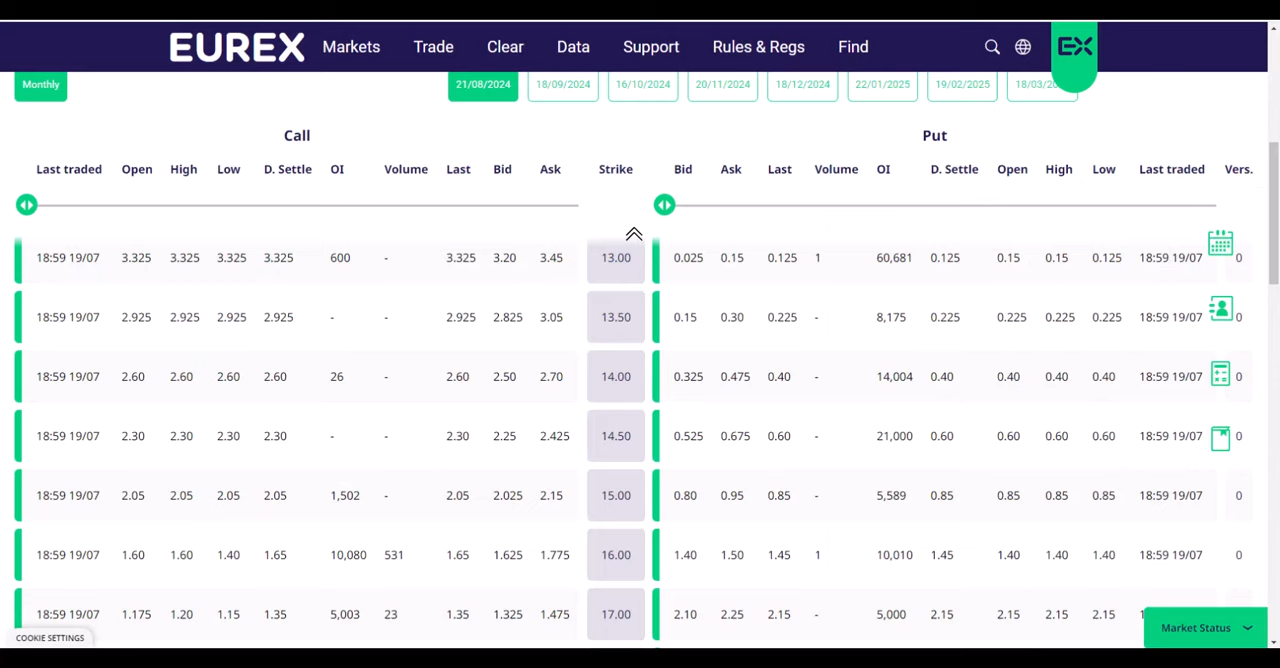 EUREX Markets Trade Clear Data Support Rules & Regs Find EX
Monthly 21/08/2024 18/09/2024 16/10/2024 20/11/2024 18/12/2024 22/01/2025 19/02/2025 18/03/20
Call Put
Last traded Open High Low D. Settle OI Volume Last Bid Ask Strike Bid Ask Last Volume OI D. Settle Open High Low Last traded Vers.
18:59 19/07 3.325 3.325 3.325 3.325 600 - 3.325 3.20 3.45 13.00 0.025 0.15 0.125 1 60,681 0.125 0.15 0.15 0.125 18:59 19/07 0
18:59 19/07 2.925 2.925 2.925 2.925 - - 2.925 2.825 3.05 13.50 0.15 0.30 0.225 - 8,175 0.225 0.225 0.225 0.225 18:59 19/07 0
18:59 19/07 2.60 2.60 2.60 2.60 26 - 2.60 2.50 2.70 14.00 0.325 0.475 0.40 - 14,004 0.40 0.40 0.40 0.40 18:59 19/07 0
18:59 19/07 2.30 2.30 2.30 2.30 - - 2.30 2.25 2.425 14.50 0.525 0.675 0.60 - 21,000 0.60 0.60 0.60 0.60 18:59 19/07 0
18:59 19/07 2.05 2.05 2.05 2.05 1,502 - 2.05 2.025 2.15 15.00 0.80 0.95 0.85 - 5,589 0.85 0.85 0.85 0.85 18:59 19/07 0
18:59 19/07 1.60 1.60 1.40 1.65 10,080 531 1.65 1.625 1.775 16.00 1.40 1.50 1.45 1 10,010 1.45 1.40 1.40 1.40 18:59 19/07 0
18:59 19/07 1.175 1.20 1.15 1.35 5,003 23 1.35 1.325 1.475 17.00 2.10 2.25 2.15 - 5,000 2.15 2.15 2.15 2.15 1
COOKIE SETTINGS Market Status